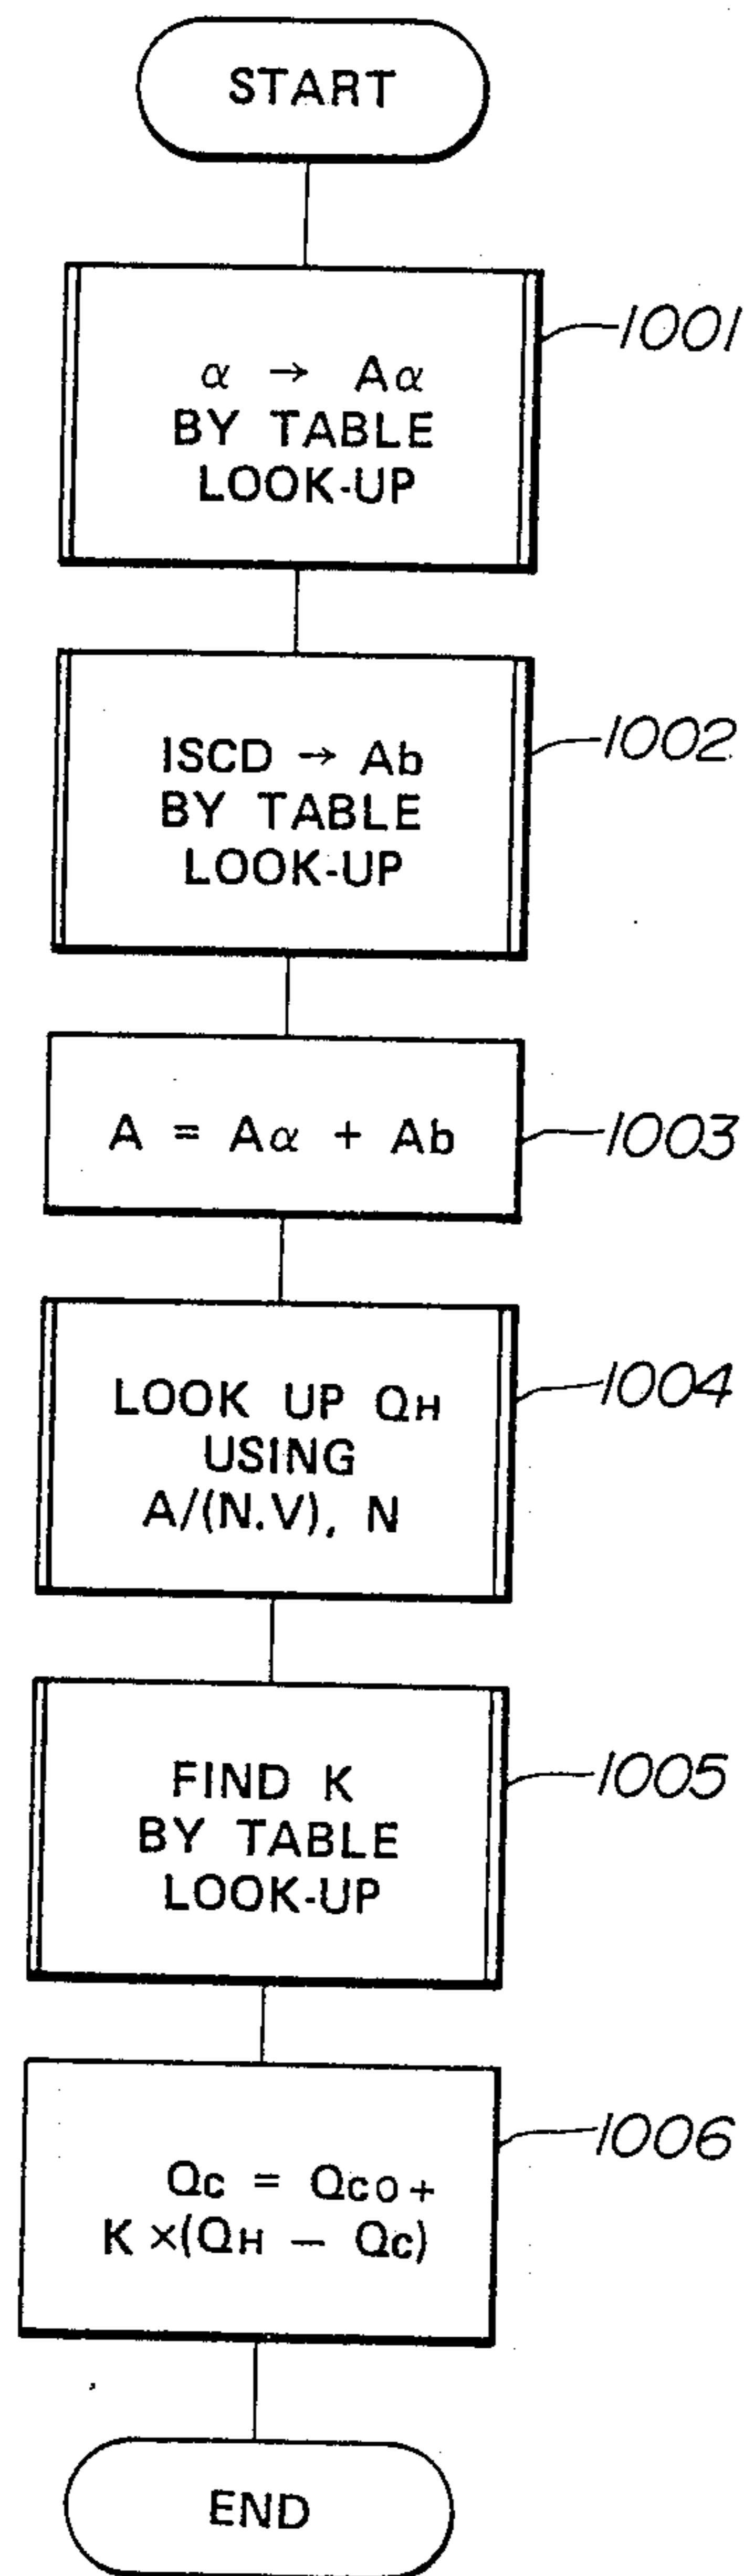 START
α → Aα
BY TABLE
LOOK-UP
1001
ISCD → Ab
BY TABLE
LOOK-UP
1002
A = Aα + Ab
1003
LOOK UP QH
USING
A/(N.V), N
1004
FIND K
BY TABLE
LOOK-UP
1005
Qc = Qco +
K ×(QH − Qc)
1006
END